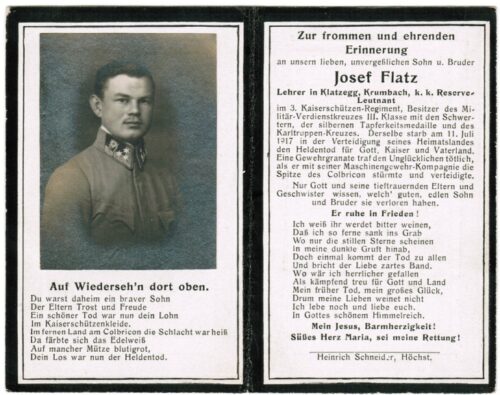 Auf Wiederseh'n dort oben.
Du warst daheim ein braver Sohn
Der Eltern Trost und Freude
Ein schöner Tod war nun dein Lohn
Im Kaiserschützenkleide.
Im fernen Land am Colbricon die Schlacht war heiß
Da färbte sich das Edelweiß
Auf mancher Mütze blutigrot,
Dein Los war nun der Heldentod.
Zur frommen und ehrenden
Erinnerung
an unsern lieben, unvergeßlichen Sohn u. Bruder
Josef Flatz
Lehrer in Klatzegg, Krumbach, k. k. Reserve-
Leutnant
im 3. Kaiserschützen-Regiment, Besitzer des Mi-
litär-Verdienstkreuzes III. Klasse mit den Schwer-
tern, der silbernen Tapferkeitsmedaille und des
Karltruppen-Kreuzes. Derselbe starb am 11. Juli
1917 in der Verteidigung seines Heimatslandes
den Heldentod für Gott, Kaiser und Vaterland.
Eine Gewehrgranate traf den Unglücklichen tötlich,
als er mit seiner Maschinengewehr-Kompagnie die
Spitze des Colbricon stürmte und verteidigte.
Nur Gott und seine tieftrauernden Eltern und
Geschwister wissen, welch' guten, edlen Sohn
und Bruder sie verloren haben.
Er ruhe in Frieden!
Ich weiß ihr werdet bitter weinen,
Daß ich so ferne sank ins Grab
Wo nur die stillen Sterne scheinen
In meine dunkle Gruft hinab,
Doch einmal kommt der Tod zu allen
Und bricht der Liebe zartes Band.
Wo wär ich herrlicher gefallen
Als kämpfend treu für Gott und Land
Mein früher Tod, mein großes Glück,
Drum meine Lieben weinet nicht
Ich lebe noch und liebe euch.
In Gottes schönem Himmelreich.
Mein Jesus, Barmherzigkeit!
Süßes Herz Maria, sei meine Rettung!
Heinrich Schneider, Höchst.